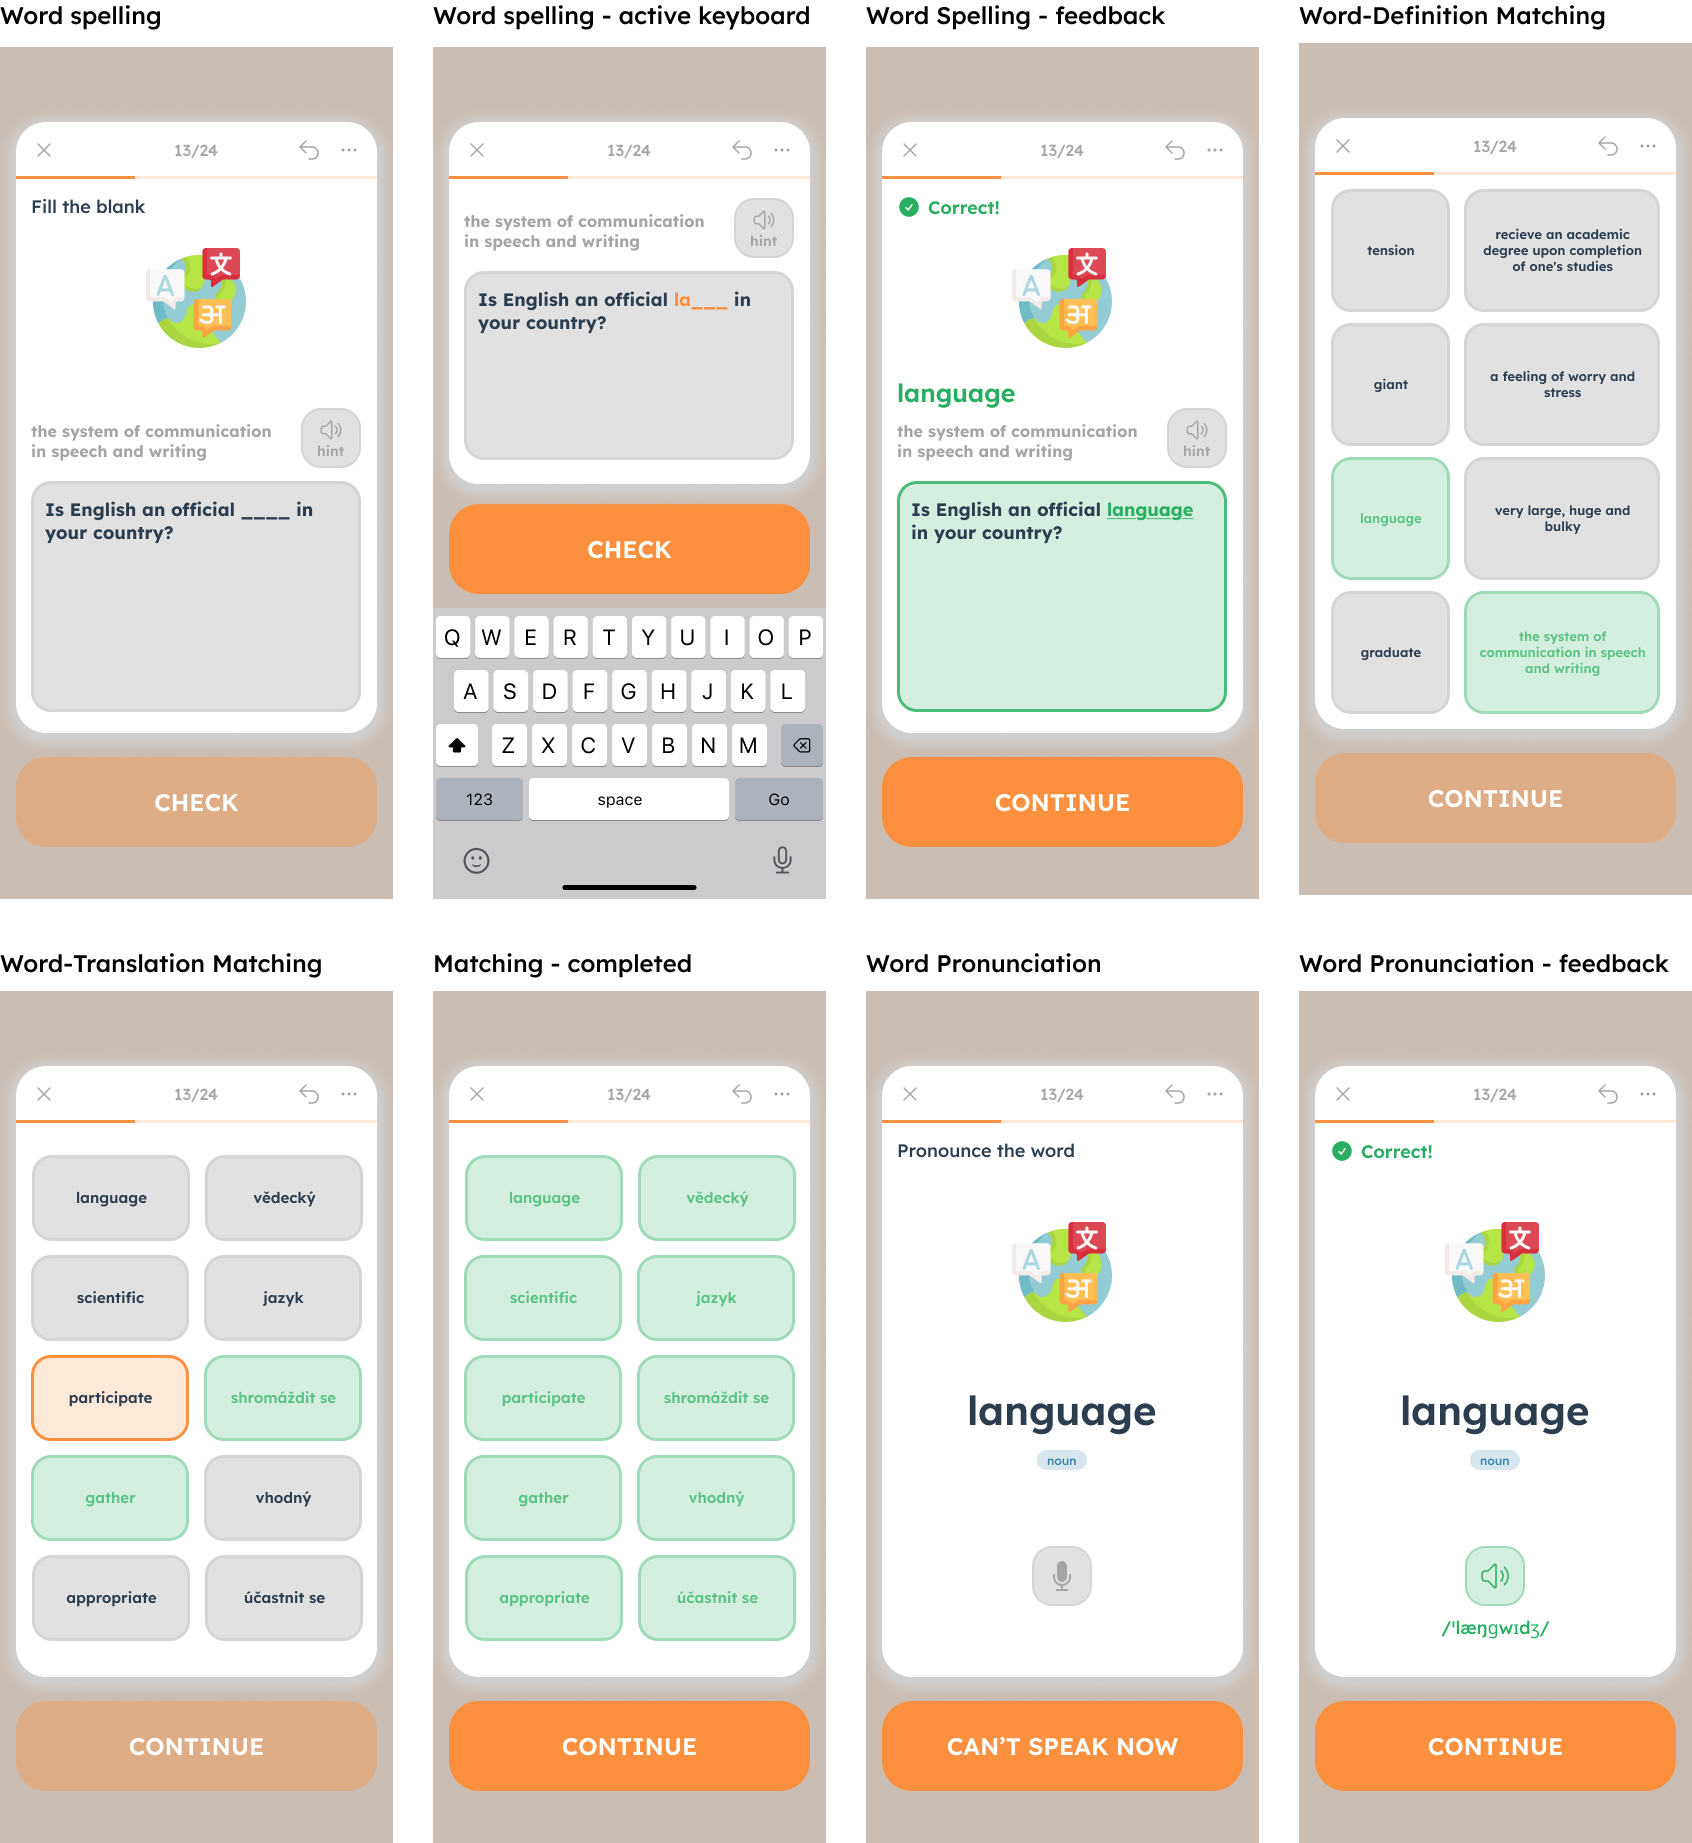 Word spelling
13/24
Fill the blank
A
文
अ
the system of communication
in speech and writing
hint
Is English an official ____ in
your country?
CHECK
Word spelling - active keyboard
13/24
the system of communication
in speech and writing
hint
Is English an official la___ in
your country?
CHECK
Q W E R T Y U I O P
A S D F G H J K L
Z X C V B N M
123 space Go
Word Spelling - feedback
13/24
Correct!
A
文
अ
language
the system of communication
in speech and writing
hint
Is English an official language
in your country?
CONTINUE
Word-Definition Matching
13/24
tension
recieve an academic
degree upon completion
of one's studies
giant
a feeling of worry and
stress
language
very large, huge and
bulky
graduate
the system of
communication in speech
and writing
CONTINUE
Word-Translation Matching
13/24
language vědecký
scientific jazyk
participate shromáždit se
gather vhodný
appropriate účastnit se
CONTINUE
Matching - completed
13/24
language vědecký
scientific jazyk
participate shromáždit se
gather vhodný
appropriate účastnit se
CONTINUE
Word Pronunciation
13/24
Pronounce the word
A
文
अ
language
noun
CAN’T SPEAK NOW
Word Pronunciation - feedback
13/24
Correct!
A
文
अ
language
noun
/ˈlæŋgwɪdʒ/
CONTINUE